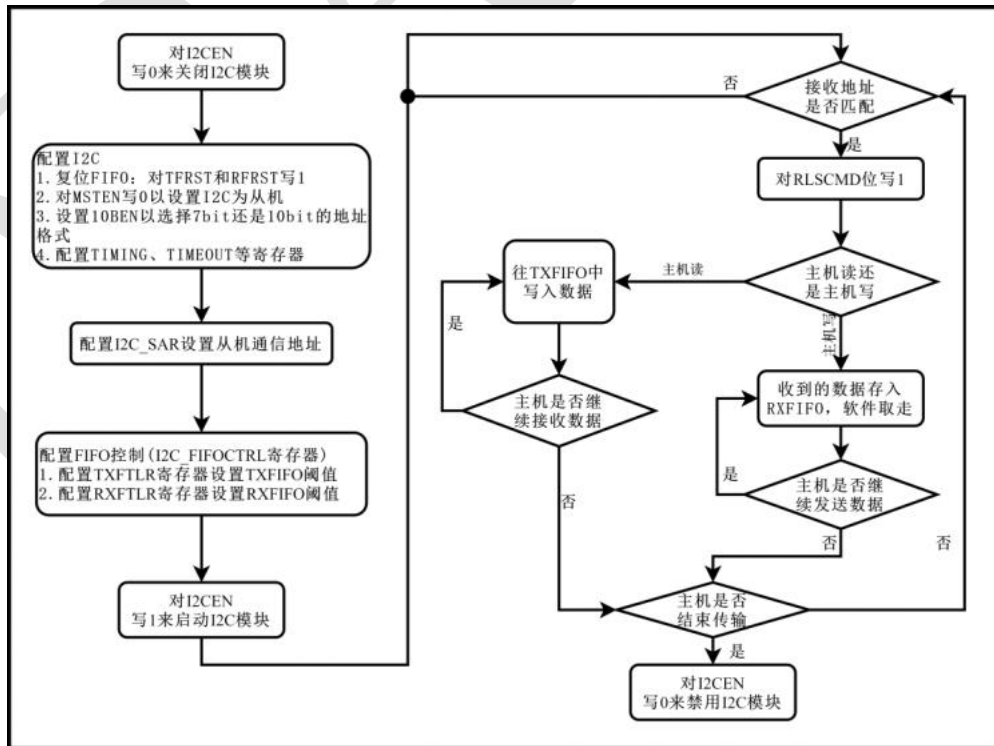 对I2CEN
写0来关闭I2C模块
配置I2C
1. 复位FIFO：对TFRST和RFRST写1
2. 对MSTEN写0以设置I2C为从机
3. 设置10BEN以选择7bit还是10bit的地址
格式
4. 配置TIMING、TIMEOUT等寄存器
配置I2C_SAR设置从机通信地址
配置FIFO控制(I2C_FIFOCTRL寄存器)
1. 配置TXFTLR寄存器设置TXFIFO阈值
2. 配置RXFTLR寄存器设置RXFIFO阈值
对I2CEN
写1来启动I2C模块
否
接收地址
是否匹配
是
对RLSCMD位写1
主机读还
是主机写
主机读
主机写
往TXFIFO中
写入数据
是
主机是否继
续接收数据
否
收到的数据存入
RXFIFO，软件取走
是
主机是否继
续发送数据
否
否
主机是否
结束传输
是
对I2CEN
写0来禁用I2C模块